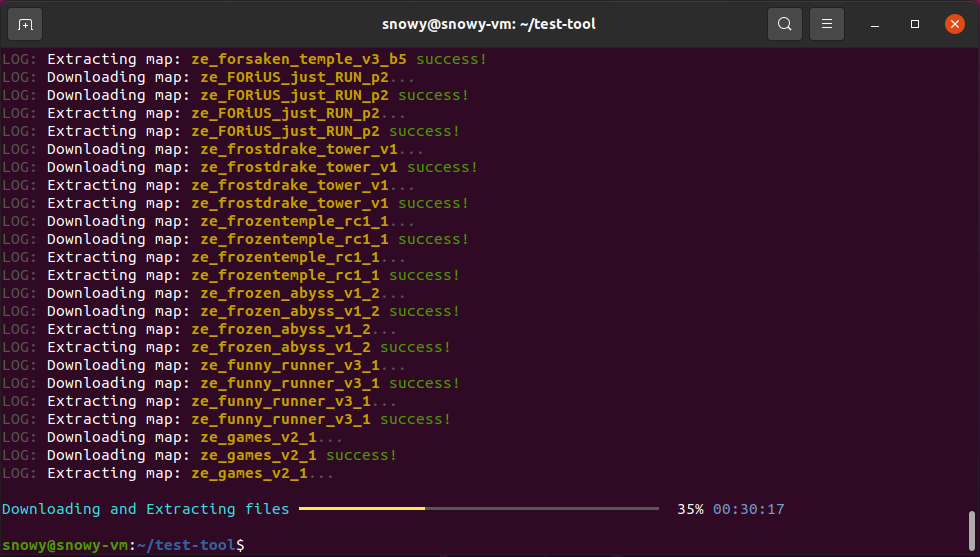 snowy@snowy-vm: ~/test-tool
LOG: Extracting map: ze_forsaken_temple_v3_b5 success!
LOG: Downloading map: ze_FORiUS_just_RUN_p2...
LOG: Downloading map: ze_FORiUS_just_RUN_p2 success!
LOG: Extracting map: ze_FORiUS_just_RUN_p2...
LOG: Extracting map: ze_FORiUS_just_RUN_p2 success!
LOG: Downloading map: ze_frostdrake_tower_v1...
LOG: Downloading map: ze_frostdrake_tower_v1 success!
LOG: Extracting map: ze_frostdrake_tower_v1...
LOG: Extracting map: ze_frostdrake_tower_v1 success!
LOG: Downloading map: ze_frozentemple_rc1_1...
LOG: Downloading map: ze_frozentemple_rc1_1 success!
LOG: Extracting map: ze_frozentemple_rc1_1...
LOG: Extracting map: ze_frozentemple_rc1_1 success!
LOG: Downloading map: ze_frozen_abyss_v1_2...
LOG: Downloading map: ze_frozen_abyss_v1_2 success!
LOG: Extracting map: ze_frozen_abyss_v1_2...
LOG: Extracting map: ze_frozen_abyss_v1_2 success!
LOG: Downloading map: ze_funny_runner_v3_1...
LOG: Downloading map: ze_funny_runner_v3_1 success!
LOG: Extracting map: ze_funny_runner_v3_1...
LOG: Extracting map: ze_funny_runner_v3_1 success!
LOG: Downloading map: ze_games_v2_1...
LOG: Downloading map: ze_games_v2_1 success!
LOG: Extracting map: ze_games_v2_1...
Downloading and Extracting files 35% 00:30:17
snowy@snowy-vm:~/test-tool$